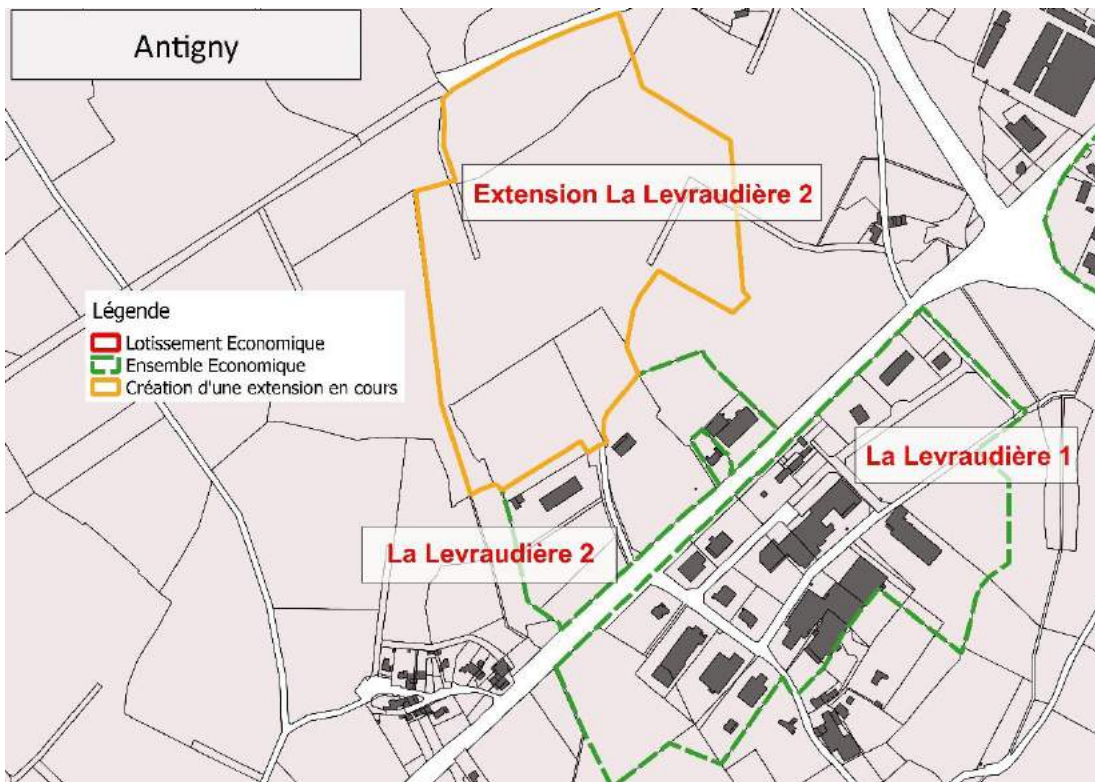 Antigny
Extension La Levraudière 2
Légende
Lotissement Economique
Ensemble Economique
Création d'une extension en cours
La Levraudière 1
La Levraudière 2